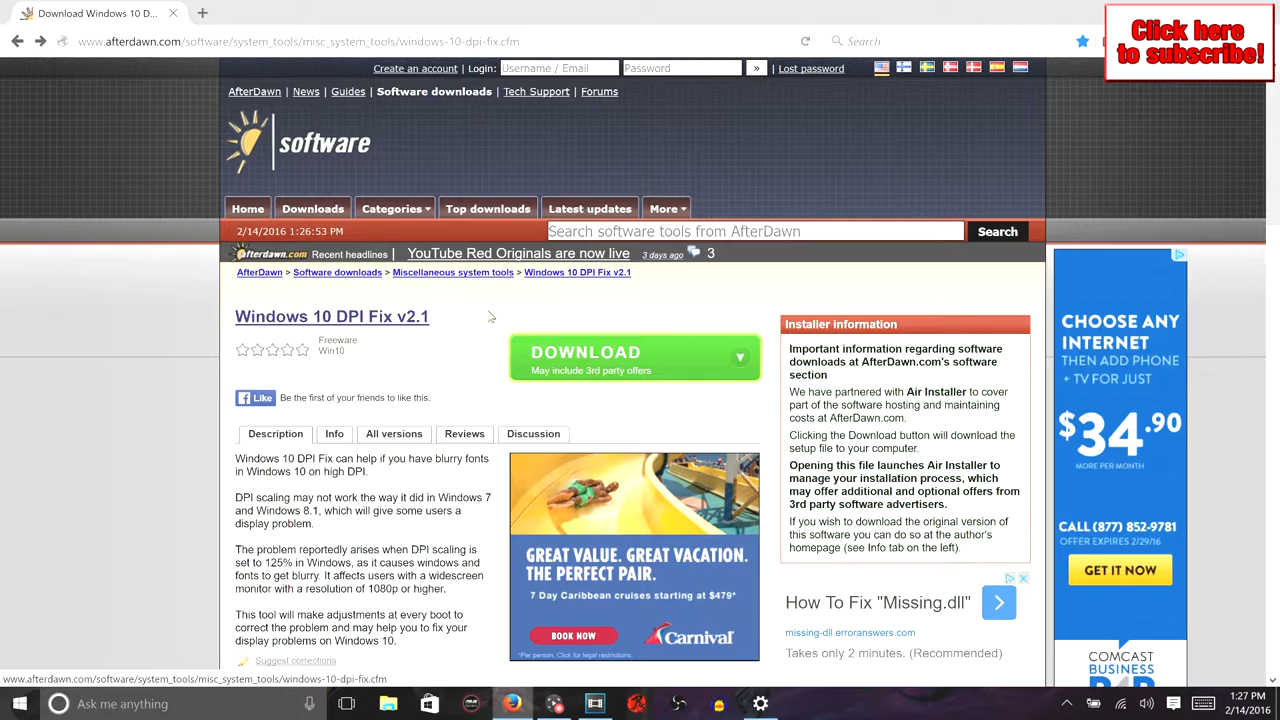 Download Windows 10 D...
www.afterdawn.com/software/system_tools/misc_system_tools/windows-10-dpi-fix.cfm
Search
Click here
to subscribe!
Create an account | Login: Username / Email Password » | Lost password
AfterDawn | News | Guides | Software downloads | Tech Support | Forums
software
Home Downloads Categories Top downloads Latest updates More
2/14/2016 1:26:53 PM
Search software tools from AfterDawn
Search
afterdawn.com Recent headlines | YouTube Red Originals are now live 3 days ago 3
AfterDawn > Software downloads > Miscellaneous system tools > Windows 10 DPI Fix v2.1
Windows 10 DPI Fix v2.1
Freeware
Win10
DOWNLOAD
May include 3rd party offers
Like Be the first of your friends to like this.
Description Info All versions Reviews Discussion
Windows 10 DPI Fix can help if you have blurry fonts
in Windows 10 on high DPI.
DPI scaling may not work the way it did in Windows 7
and Windows 8.1, which will give some users a
display problem.
The problem reportedly arises when DPI scaling is
set to 125% in Windows, as it causes windows and
fonts to get blurry. It affects users with a widescreen
monitor with a resolution of 1080p or higher.
This tool will make adjustments at every boot to
correct the problem and may help you to fix your
display problems on Windows 10.
Suggest corrections
GREAT VALUE. GREAT VACATION.
THE PERFECT PAIR.
7 Day Caribbean cruises starting at $479*
BOOK NOW
Carnival
*Per person. Click for legal restrictions.
Installer information
Important information regarding software
downloads at AfterDawn.com's software
section
We have partnered with Air Installer to cover
part of the software hosting and maintaining
costs at AfterDawn.com.
Clicking the Download button will download the
setup file to your computer.
Opening this file launches Air Installer to
manage your installation process, which
may offer additional and optional offers from
3rd party software advertisers.
If you wish to download the original version of
this software you can do so at the author's
homepage (see Info tab on the left).
How To Fix "Missing.dll"
missing-dll.erroranswers.com
Takes only 2 minutes. (Recommended)
CHOOSE ANY
INTERNET
THEN ADD PHONE
+ TV FOR JUST
$34.90
MORE PER MONTH
CALL (877) 852-9781
OFFER EXPIRES 2/29/16
GET IT NOW
COMCAST
BUSINESS
www.afterdawn.com/software/system_tools/misc_system_tools/windows-10-dpi-fix.cfm
Ask me anything
1:27 PM
2/14/2016